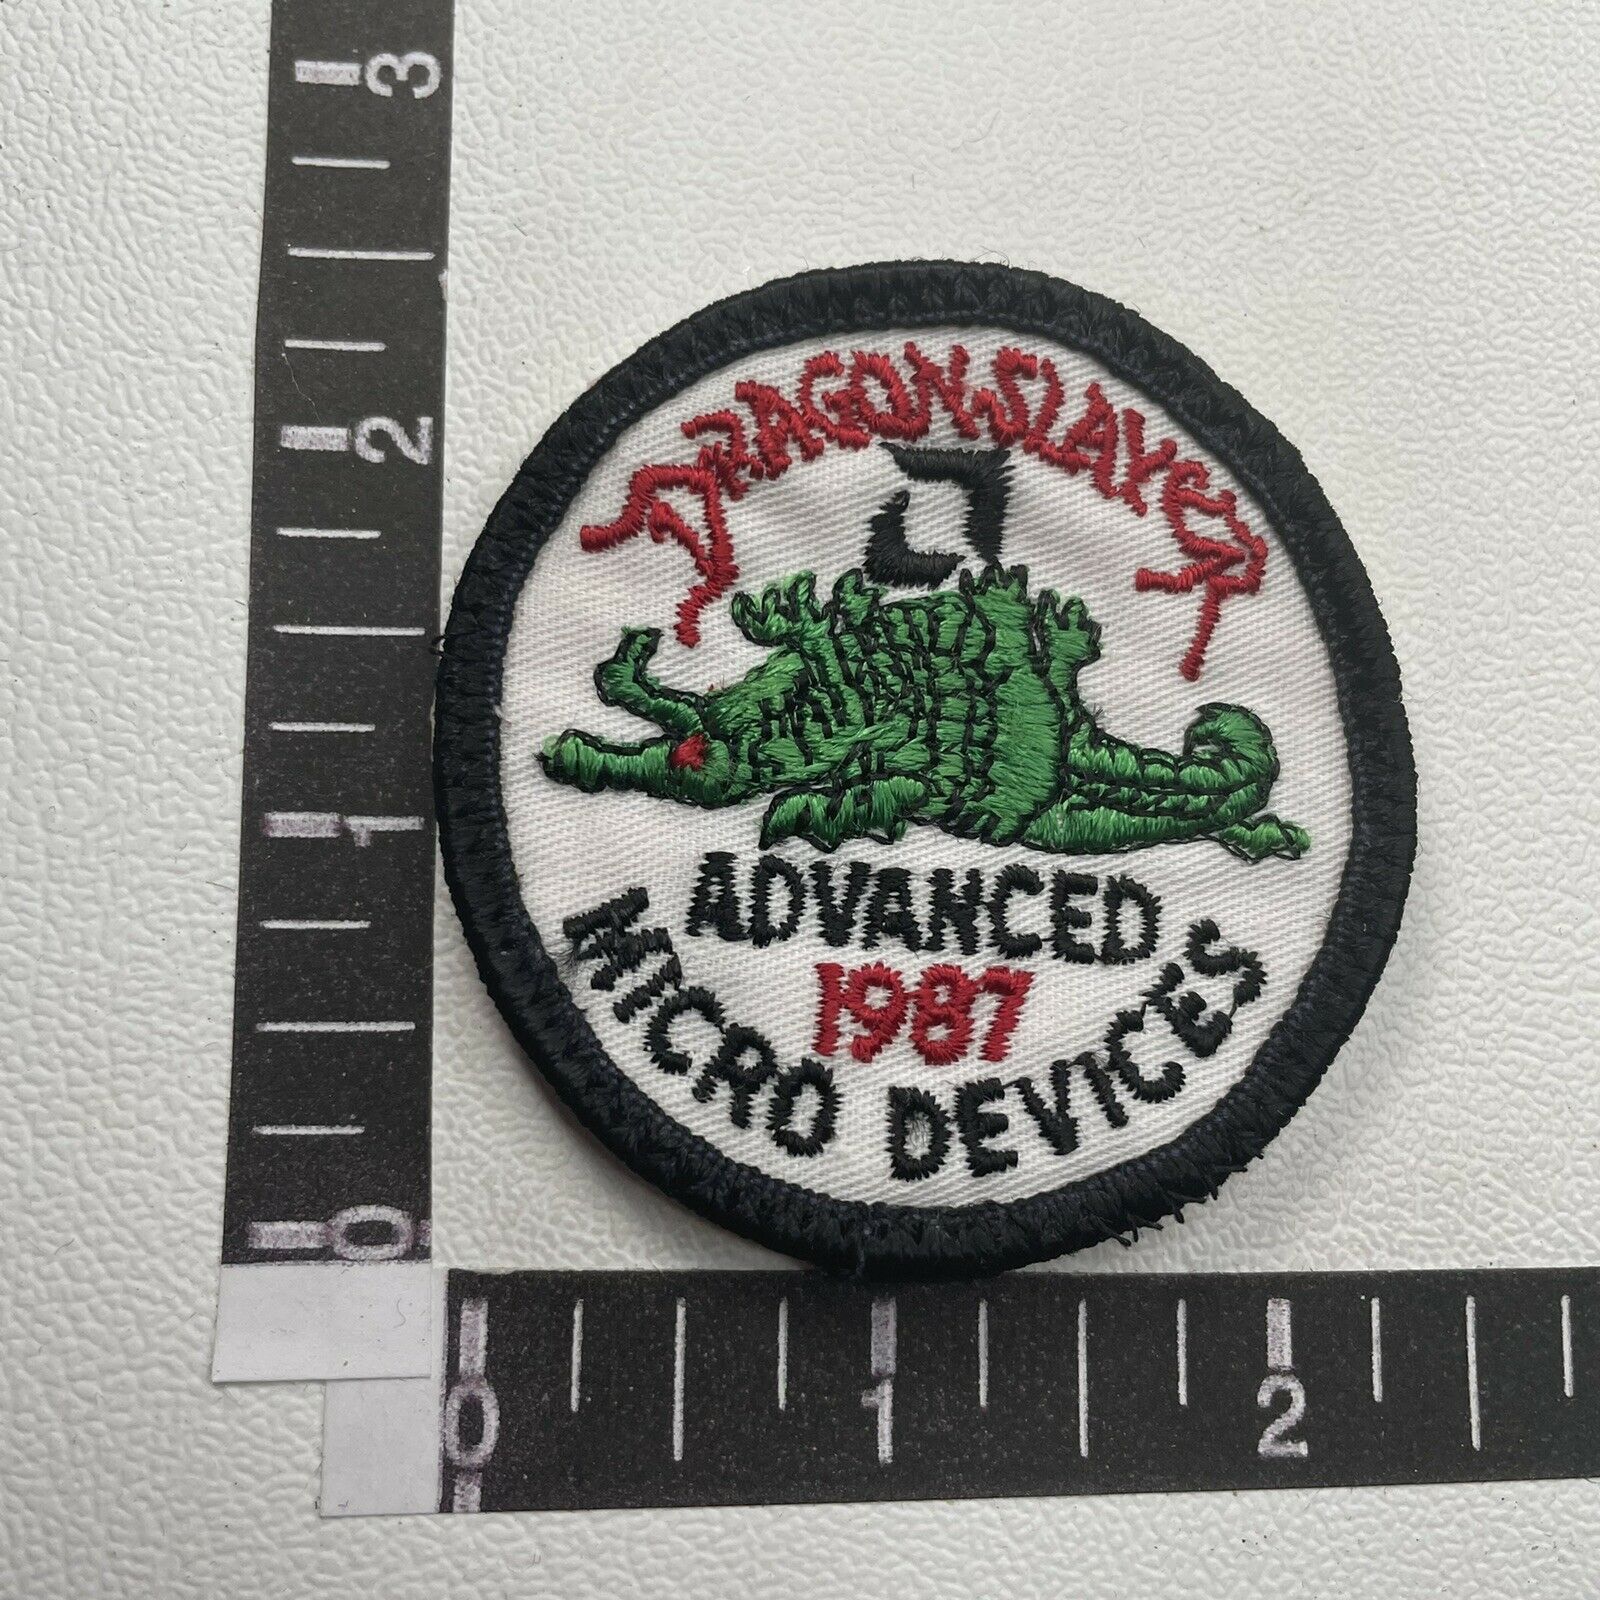 DRAGONSLAYER
ADVANCED
1987
MICRO DEVICES
3
2
1
0
0 1 2